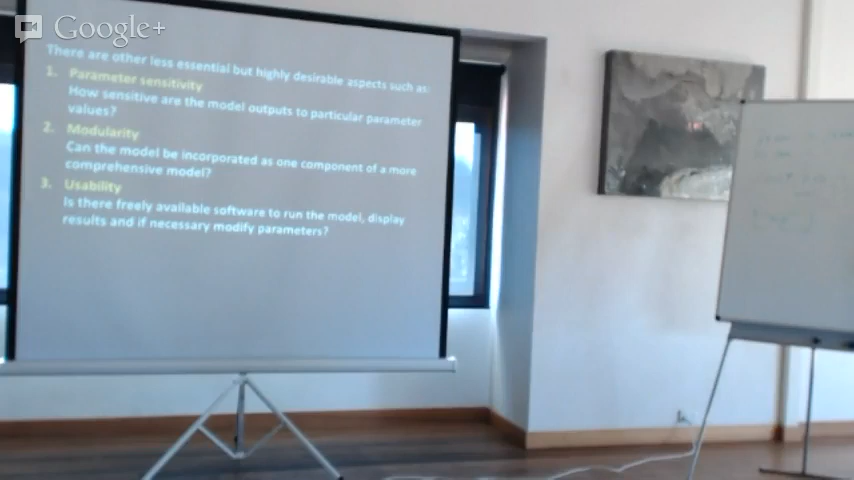 Google+
There are other less essential but highly desirable aspects such as:
1. Parameter sensitivity
How sensitive are the model outputs to particular parameter
values?
2. Modularity
Can the model be incorporated as one component of a more
comprehensive model?
3. Usability
Is there freely available software to run the model, display
results and if necessary modify parameters?